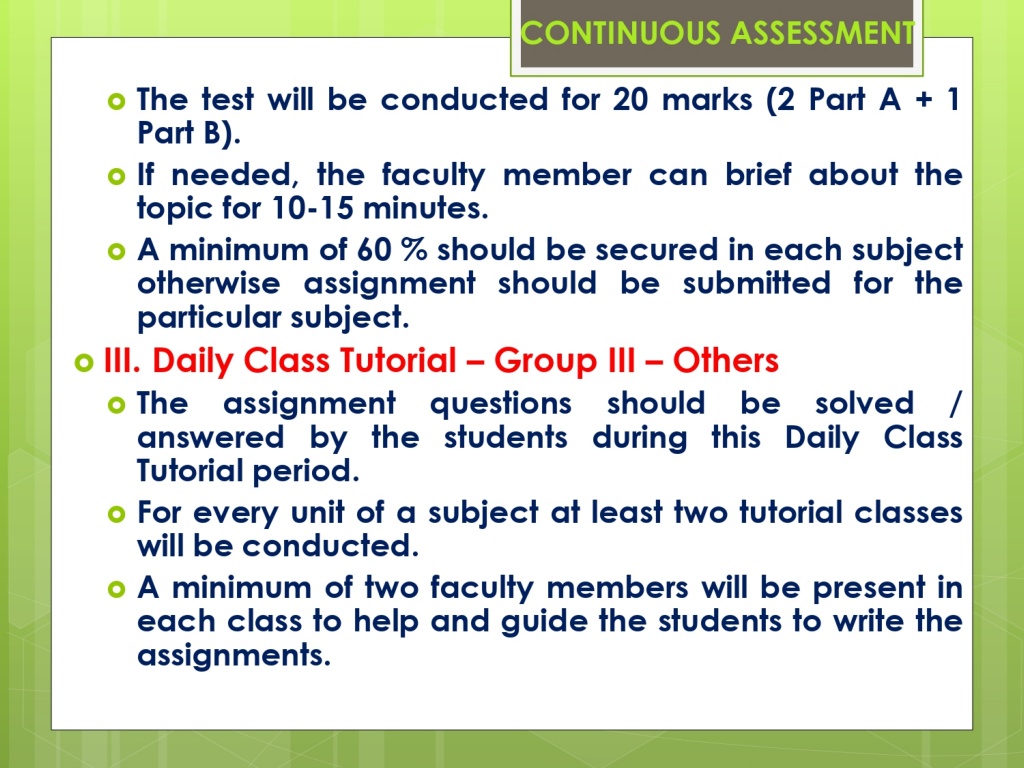 CONTINUOUS ASSESSMENT
The test will be conducted for 20 marks (2 Part A + 1
Part B).
If needed, the faculty member can brief about the
topic for 10-15 minutes.
A minimum of 60 % should be secured in each subject
otherwise assignment should be submitted for the
particular subject.
III. Daily Class Tutorial – Group III – Others
The assignment questions should be solved /
answered by the students during this Daily Class
Tutorial period.
For every unit of a subject at least two tutorial classes
will be conducted.
A minimum of two faculty members will be present in
each class to help and guide the students to write the
assignments.